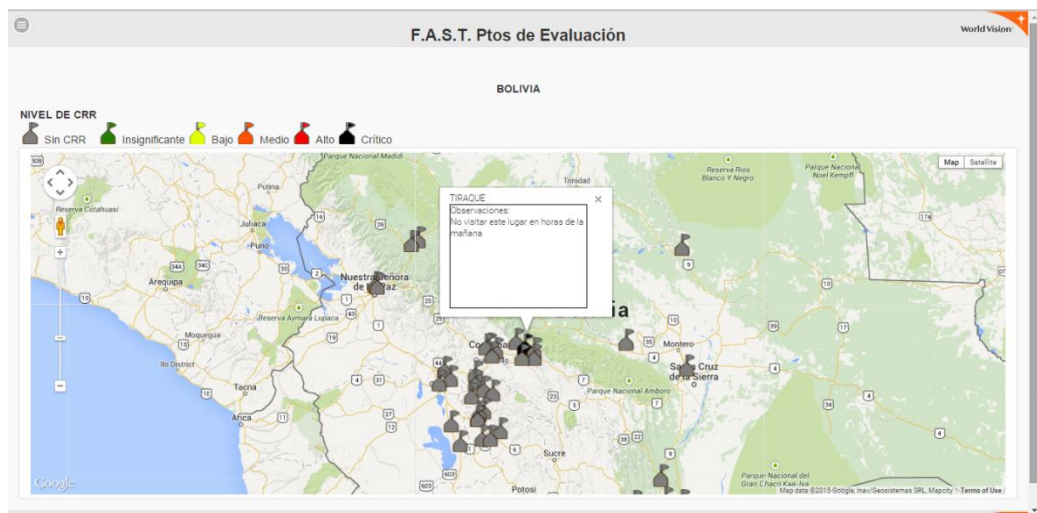 F.A.S.T. Ptos de Evaluación
World Vision
BOLIVIA
NIVEL DE CRR
Sin CRR Insignificante Bajo Medio Alto Crítico
Parque Nacional Madidi
Map Satellite
Reserva Rios
Blanco Y Negro
Parque Nacional
Noel Kempff
Trinidad
Putina
TIRAQUE
Observaciones:
No visitar este lugar en horas de la
mañana
Reserva Cotahuasi
Juliaca
Puno
Arequipa
Nuestra Señora
de La Paz
Reserva Aymara Lupaca
Moquegua
Ilo District
Montero
Santa Cruz
de la Sierra
Tacna
Parque Nacional Amboro
Arica
Sucre
Potosi
Parque Nacional del
Gran Chaco Kaa-Iya
Google
Map data ©2015 Google, Inav/Geosistemas SRL, Mapcity
Terms of Use